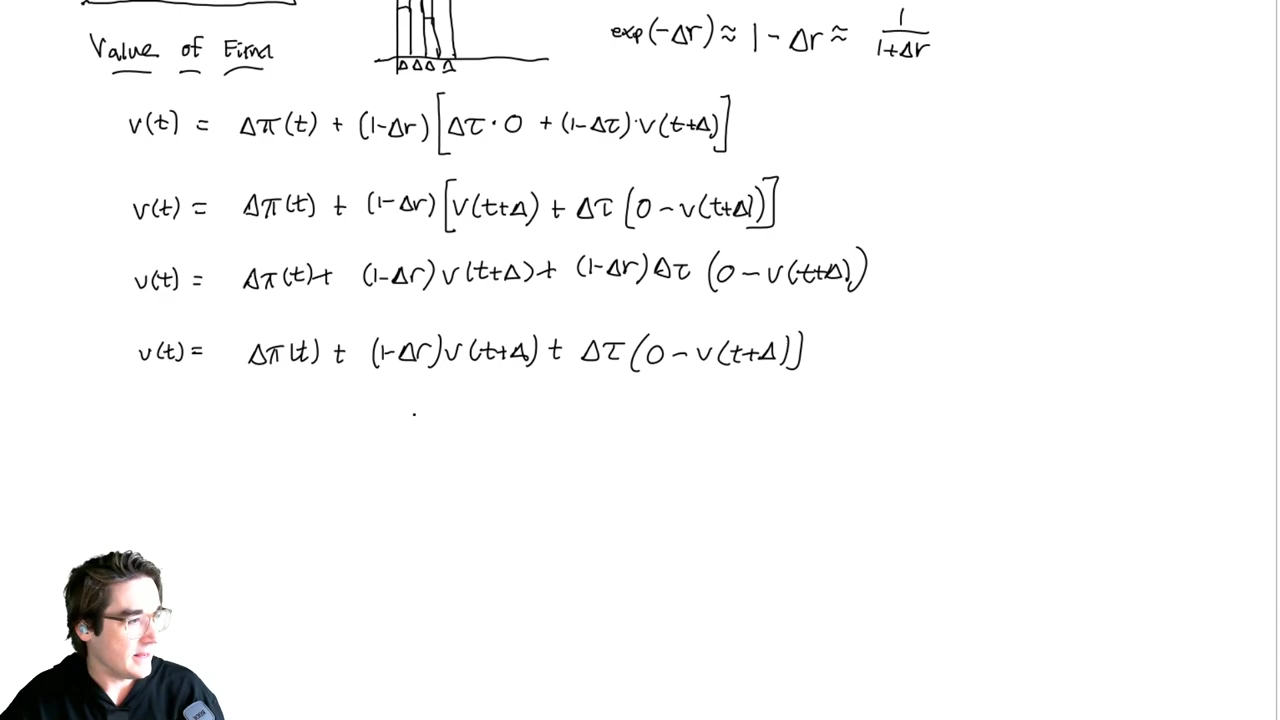 exp(-Δr) ≈ 1 - Δr ≈ 1/(1+Δr)
Value of Firm
Δ Δ Δ Δ
v(t) = Δπ(t) + (1-Δr)[Δτ·0 + (1-Δτ)·v(t+Δ)]
v(t) = Δπ(t) + (1-Δr)[v(t+Δ) + Δτ(0-v(t+Δ))]
v(t) = Δπ(t) + (1-Δr)v(t+Δ) + (1-Δr)Δτ(0-v(t+Δ))
v(t) = Δπ(t) + (1-Δr)v(t+Δ) + Δτ(0-v(t+Δ))